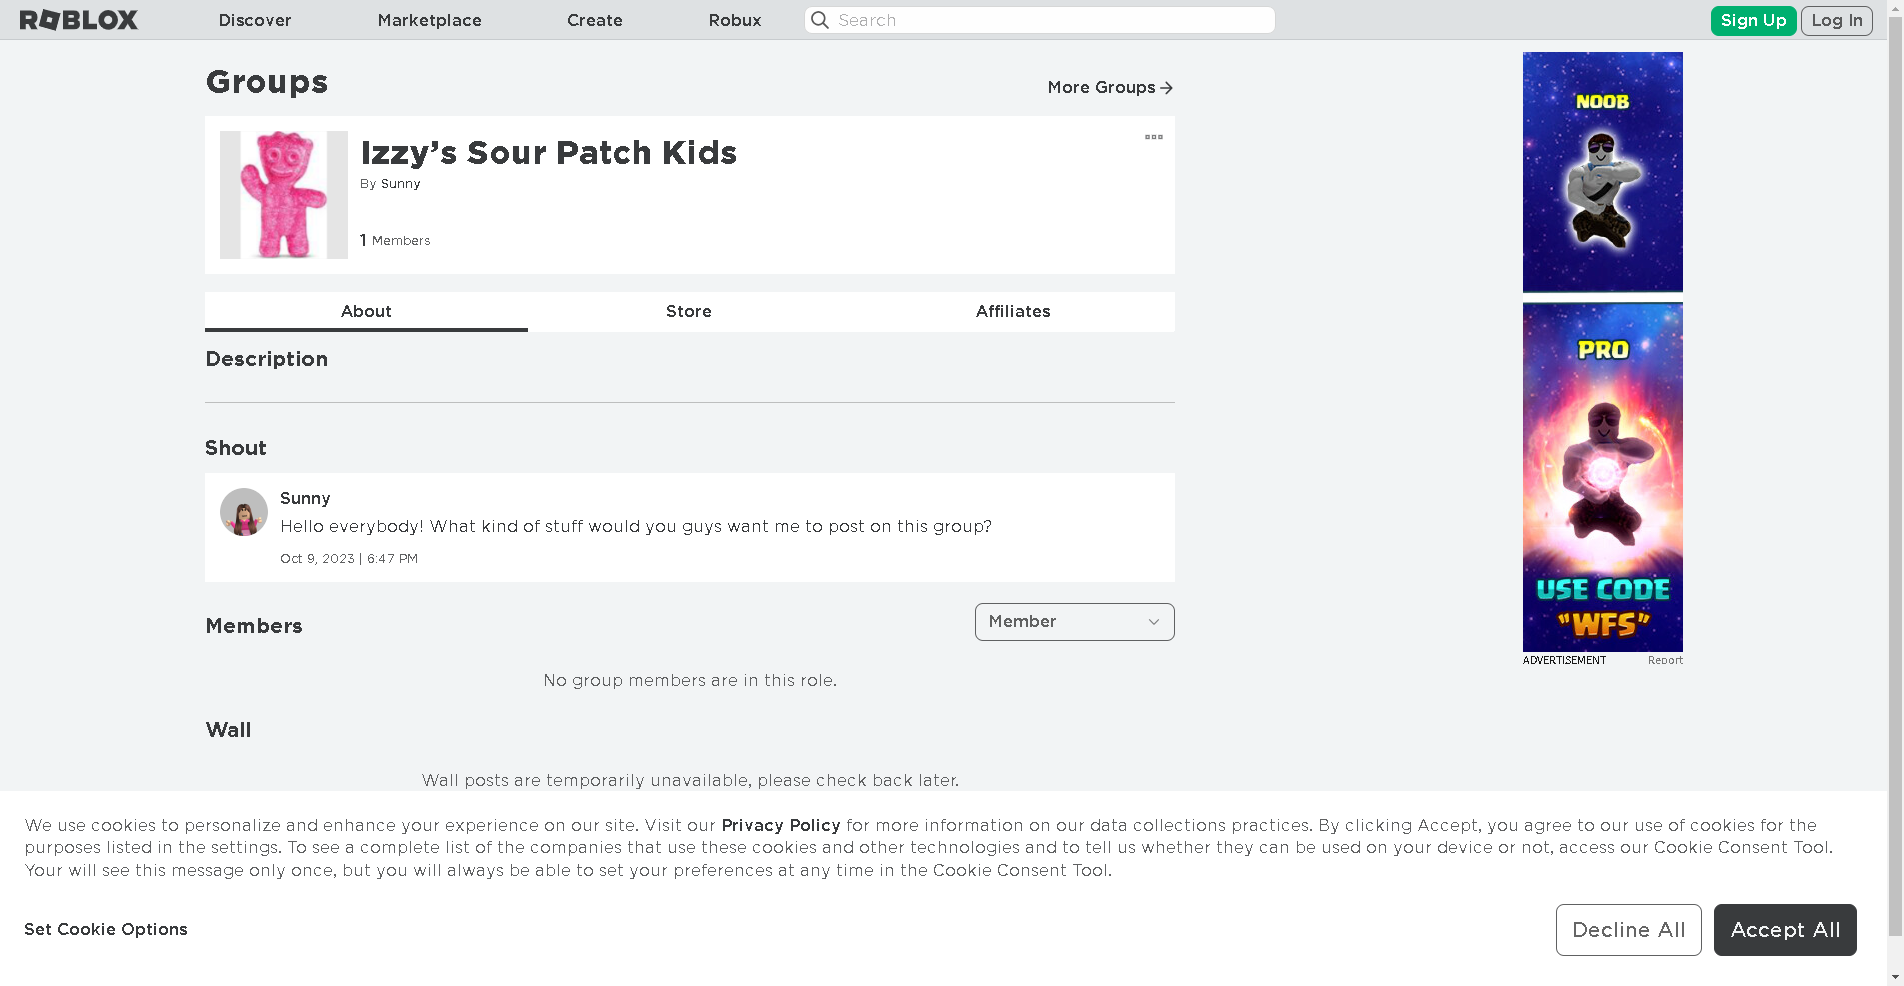 ROBLOX Discover Marketplace Create Robux Search Sign Up Log In
Groups
More Groups
Izzy’s Sour Patch Kids
By Sunny
1 Members
About Store Affiliates
Description
Shout
Sunny
Hello everybody! What kind of stuff would you guys want me to post on this group?
Oct 9, 2023 | 6:47 PM
Members
Member
No group members are in this role.
Wall
Wall posts are temporarily unavailable, please check back later.
NOOB
PRO
USE CODE
"WFS"
ADVERTISEMENT Report
We use cookies to personalize and enhance your experience on our site. Visit our Privacy Policy for more information on our data collections practices. By clicking Accept, you agree to our use of cookies for the
purposes listed in the settings. To see a complete list of the companies that use these cookies and other technologies and to tell us whether they can be used on your device or not, access our Cookie Consent Tool.
Your will see this message only once, but you will always be able to set your preferences at any time in the Cookie Consent Tool.
Set Cookie Options
Decline All
Accept All